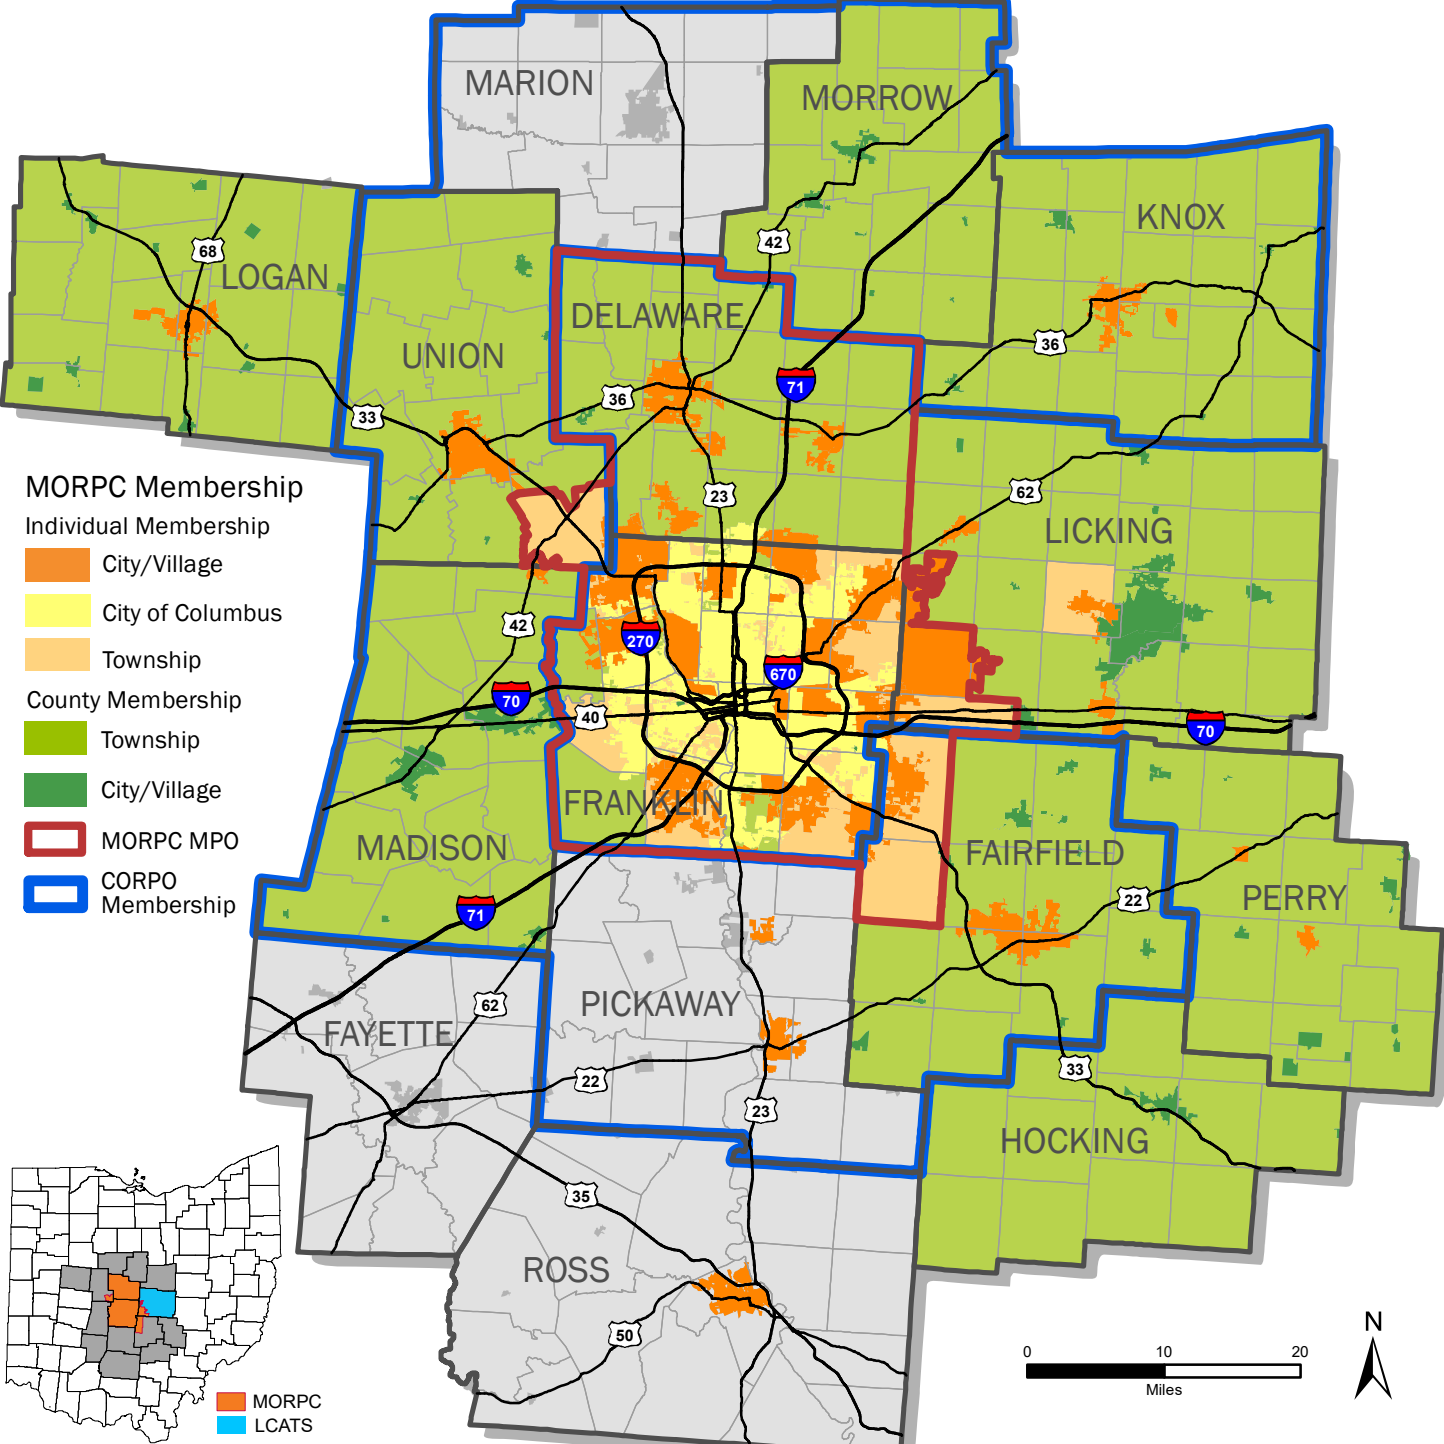 MARION
MORROW
KNOX
68
42
LOGAN
DELAWARE
36
UNION
71
36
33
23
62
LICKING
MORPC Membership
Individual Membership
City/Village
City of Columbus
Township
County Membership
Township
City/Village
MORPC MPO
CORPO
Membership
42
270
670
70
40
70
FRANKLIN
MADISON
FAIRFIELD
PERRY
22
71
62
PICKAWAY
FAYETTE
22
33
23
HOCKING
35
ROSS
50
N
0 10 20
Miles
MORPC
LCATS